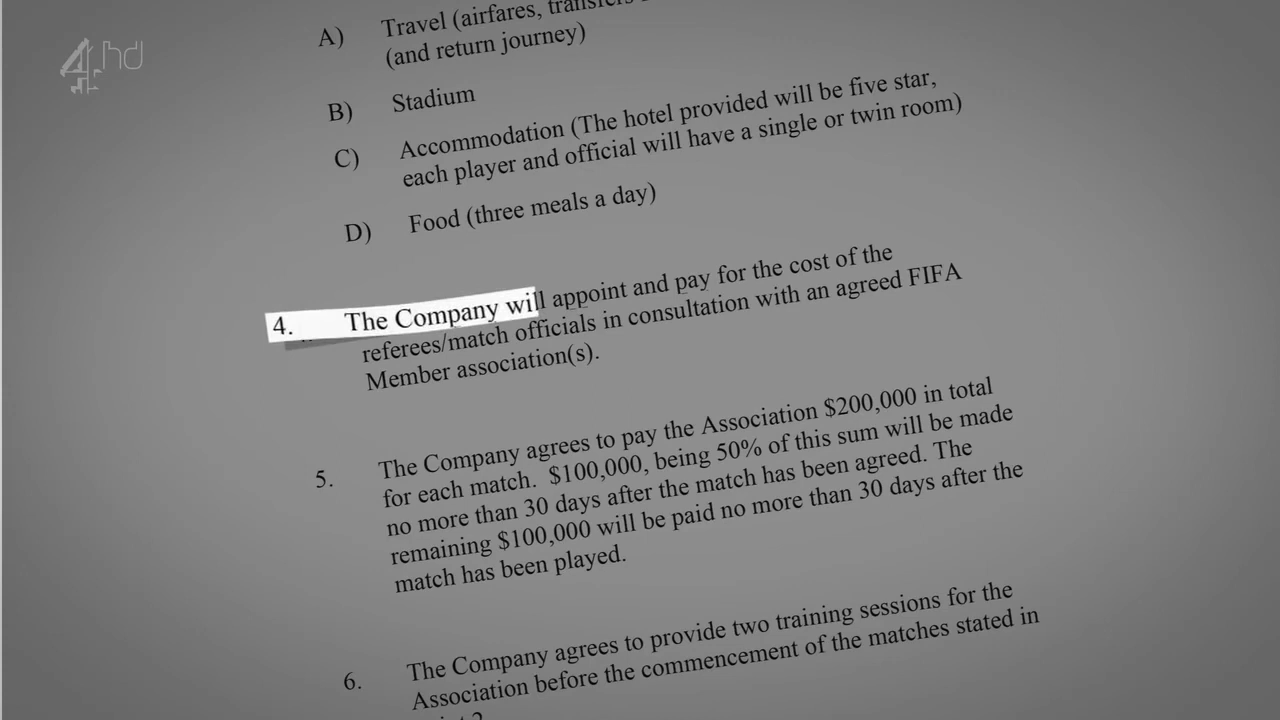 4 hd
A) Travel (airfares, transfers
(and return journey)
B) Stadium
C) Accommodation (The hotel provided will be five star,
each player and official will have a single or twin room)
D) Food (three meals a day)
4. The Company will appoint and pay for the cost of the
referees/match officials in consultation with an agreed FIFA
Member association(s).
5. The Company agrees to pay the Association $200,000 in total
for each match. $100,000, being 50% of this sum will be made
no more than 30 days after the match has been agreed. The
remaining $100,000 will be paid no more than 30 days after the
match has been played.
6. The Company agrees to provide two training sessions for the
Association before the commencement of the matches stated in